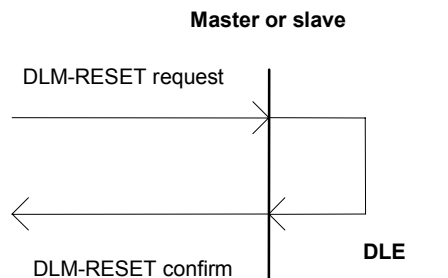 Master or slave
DLM-RESET request
DLE
DLM-RESET confirm